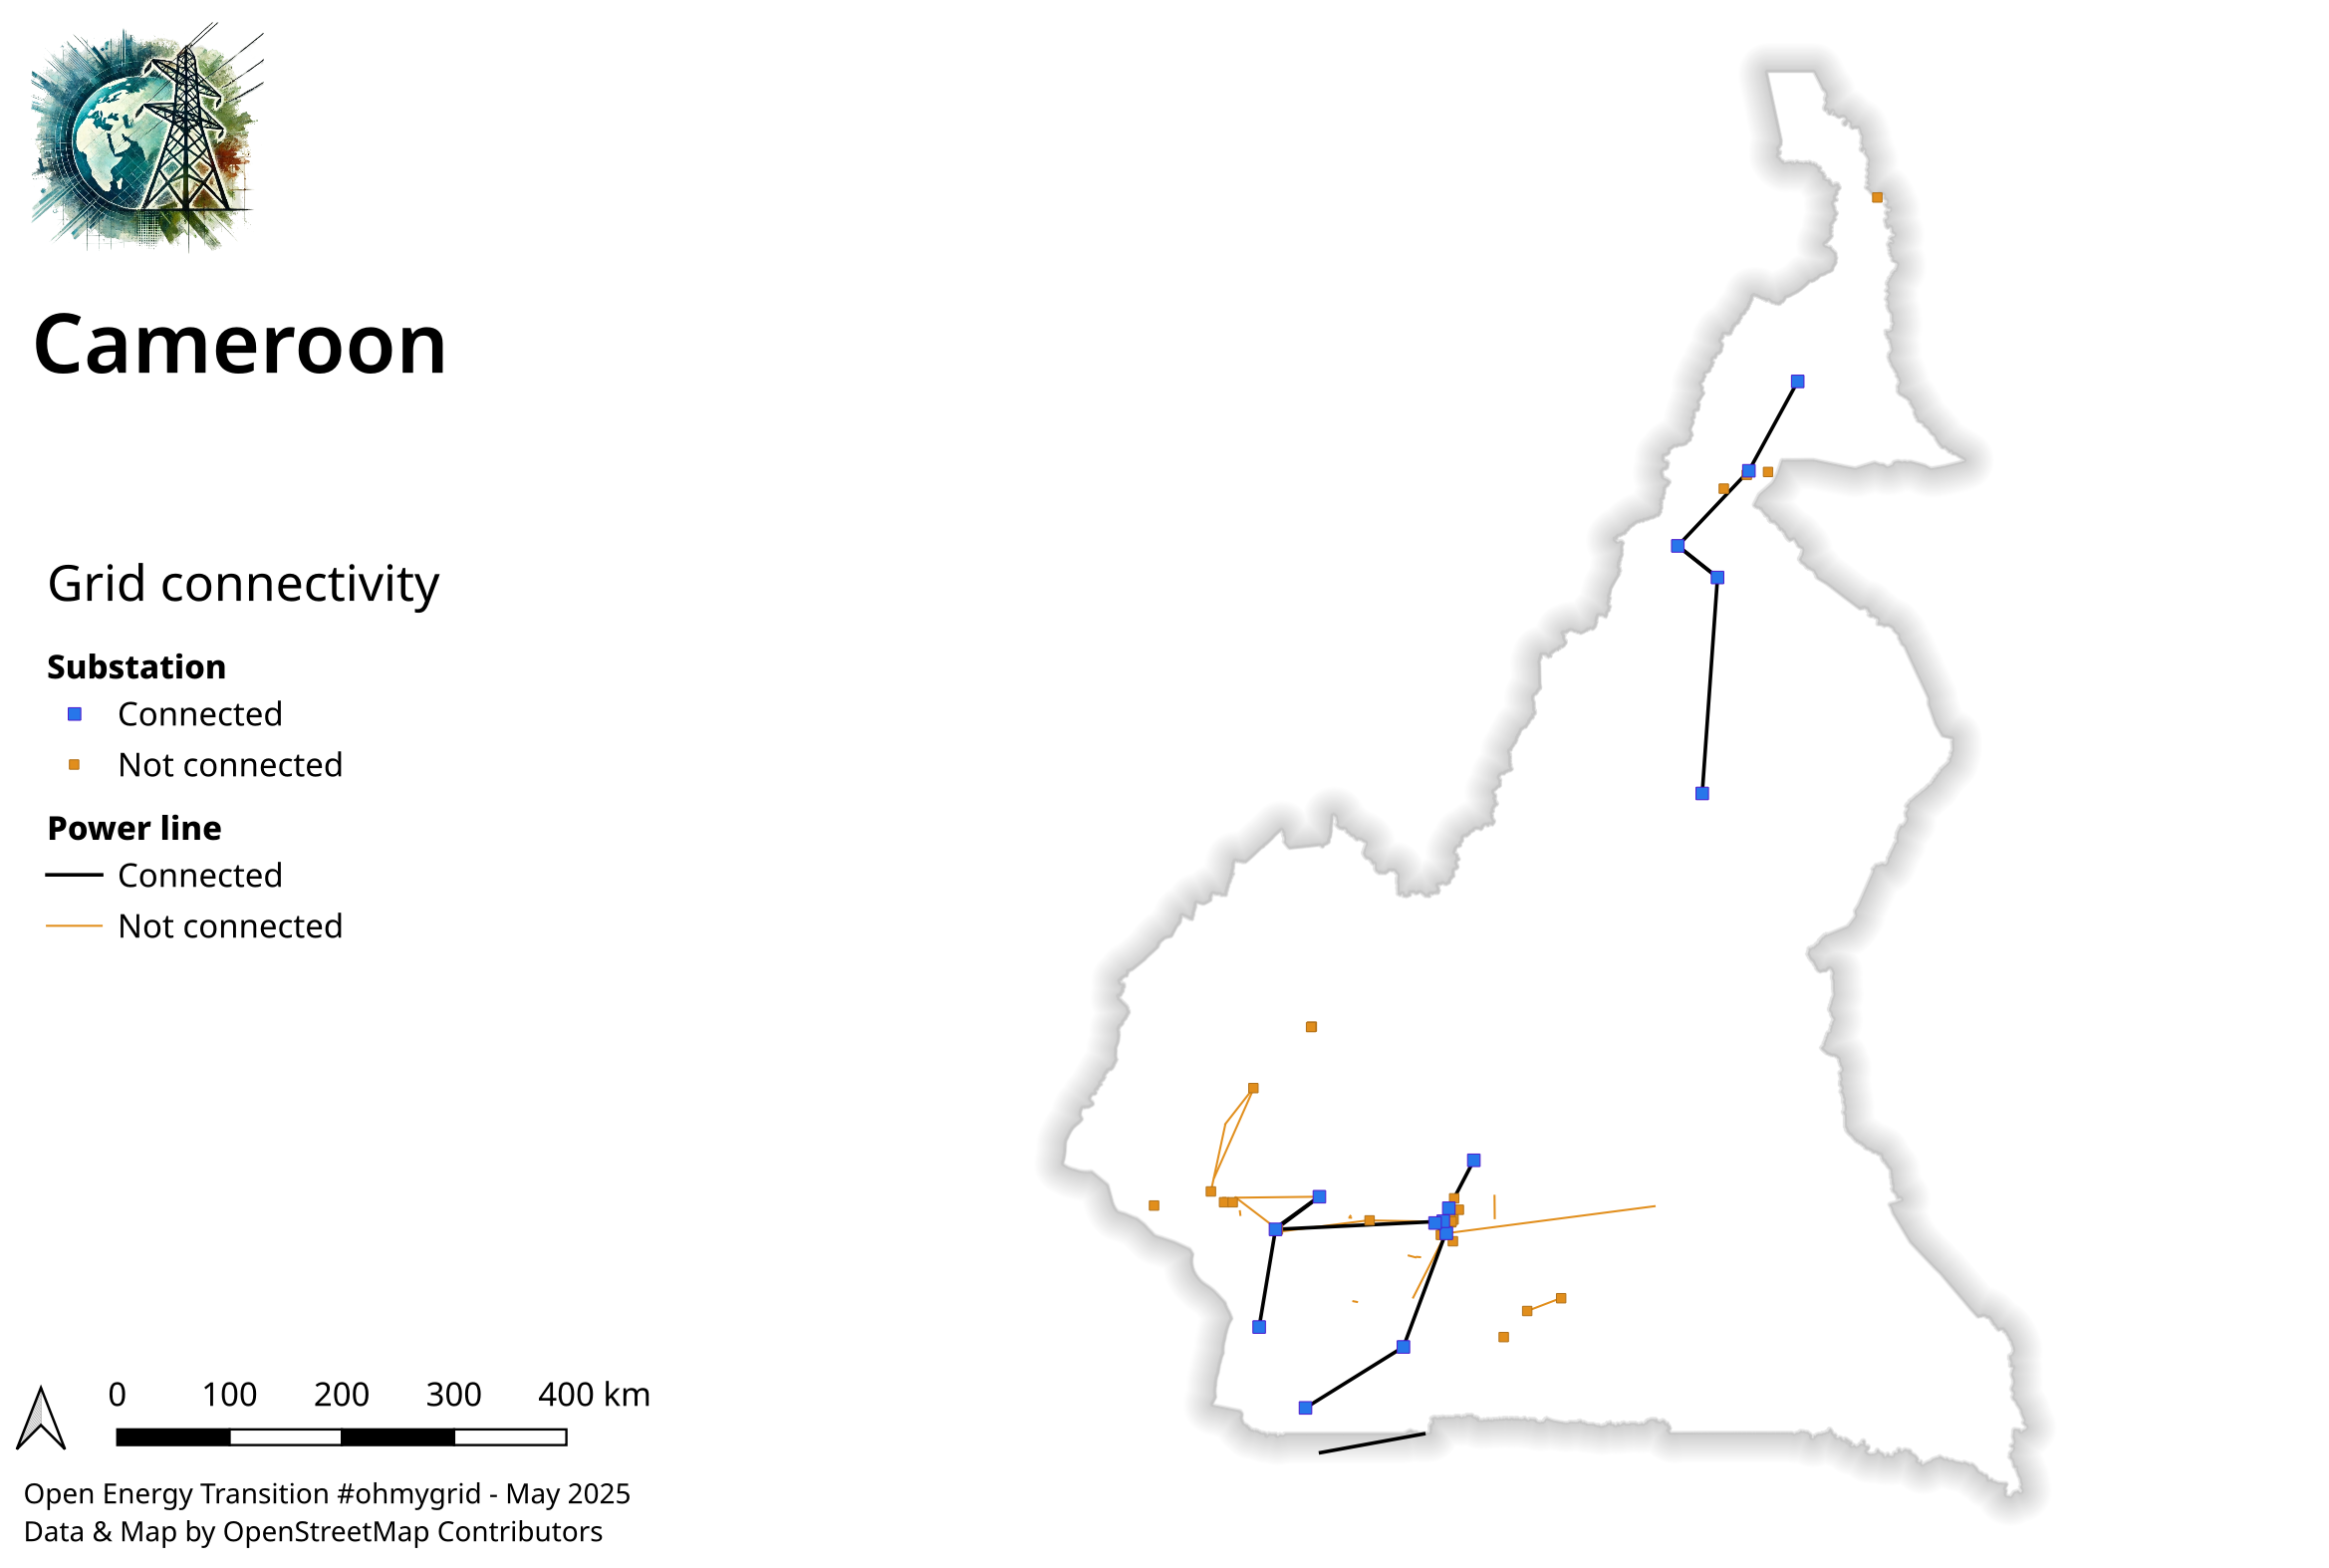 Cameroon
Grid connectivity
Substation
Connected
Not connected
Power line
Connected
Not connected
0 100 200 300 400 km
Open Energy Transition #ohmygrid - May 2025
Data & Map by OpenStreetMap Contributors